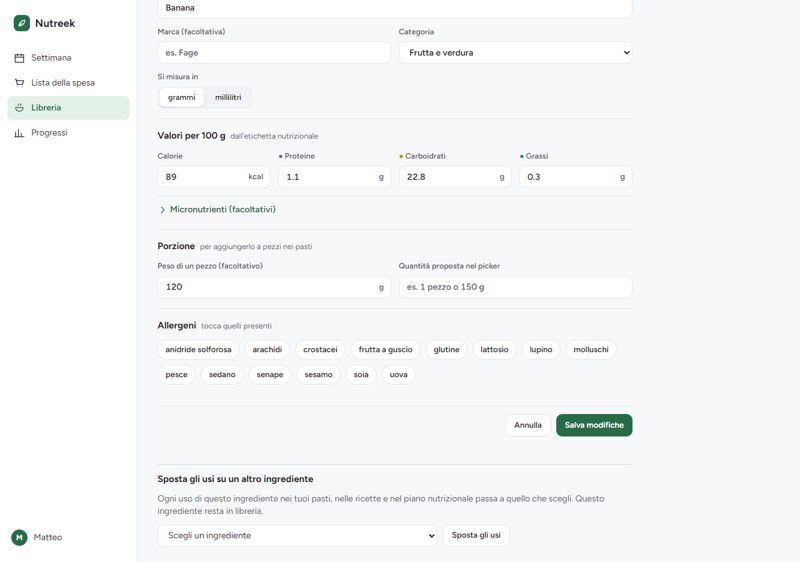 Nutreek
Settimana
Lista della spesa
Libreria
Progressi
M Matteo
Banana
Marca (facoltativa)
Categoria
es. Fage
Frutta e verdura
Si misura in
grammi
millilitri
Valori per 100 g dall'etichetta nutrizionale
Calorie
Proteine
Carboidrati
Grassi
89 kcal
1.1 g
22.8 g
0.3 g
Micronutrienti (facoltativi)
Porzione per aggiungerlo a pezzi nei pasti
Peso di un pezzo (facoltativo)
Quantità proposta nel picker
120 g
es. 1 pezzo o 150 g
Allergeni tocca quelli presenti
anidride solforosa
arachidi
crostacei
frutta a guscio
glutine
lattosio
lupino
molluschi
pesce
sedano
senape
sesamo
soia
uova
Annulla
Salva modifiche
Sposta gli usi su un altro ingrediente
Ogni uso di questo ingrediente nei tuoi pasti, nelle ricette e nel piano nutrizionale passa a quello che scegli. Questo
ingrediente resta in libreria.
Scegli un ingrediente
Sposta gli usi